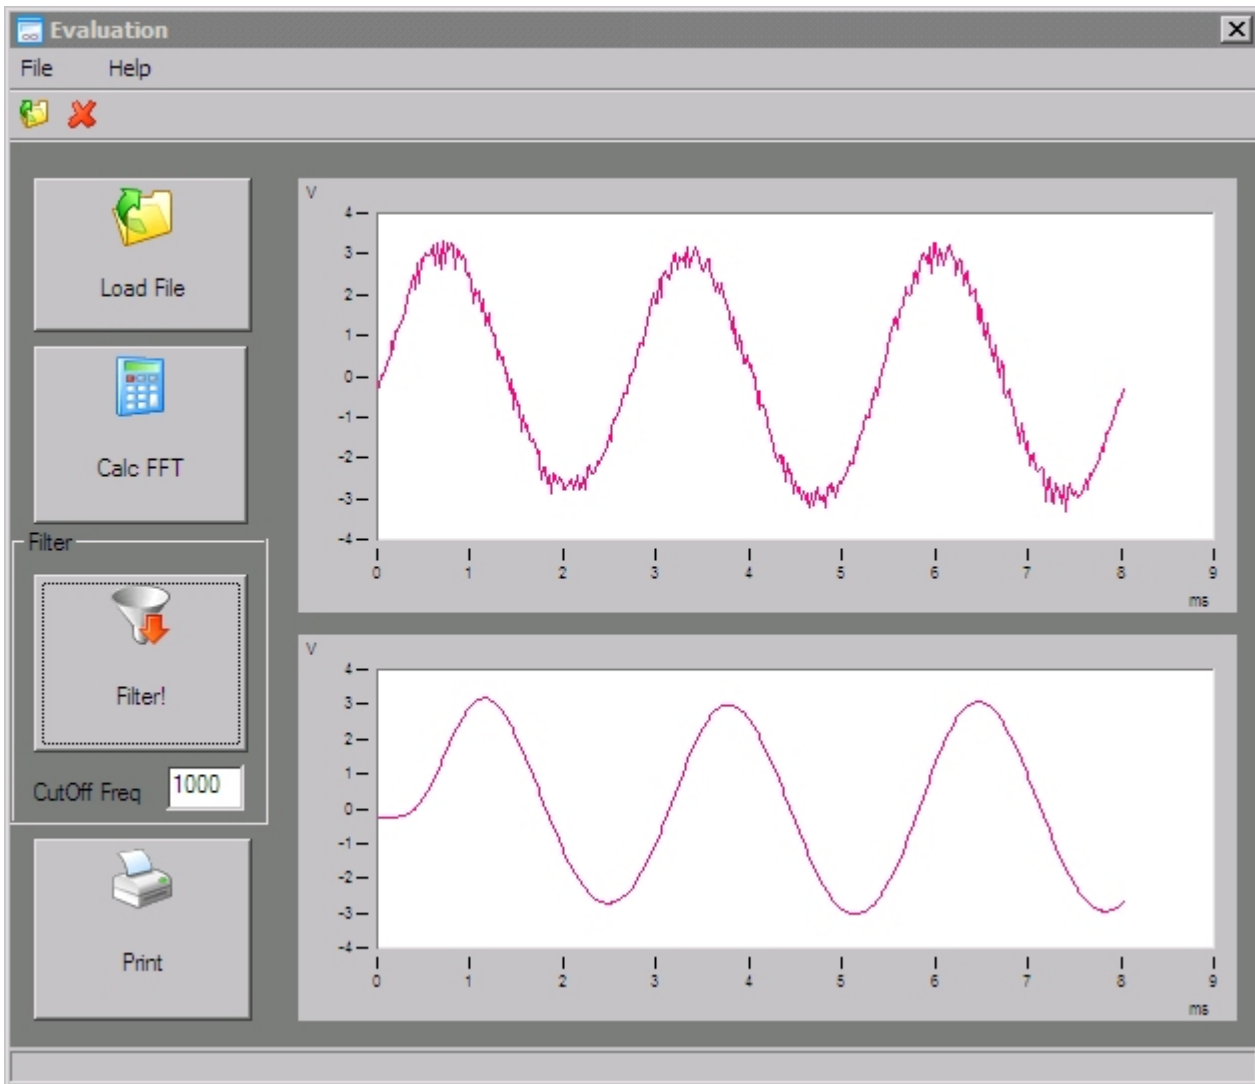 Evaluation
File Help
Load File
Calc FFT
Filter
Filter!
CutOff Freq 1000
Print
V
4
3
2
1
0
-1
-2
-3
-4
0 1 2 3 4 5 6 7 8 9
ms
V
4
3
2
1
0
-1
-2
-3
-4
0 1 2 3 4 5 6 7 8 9
ms